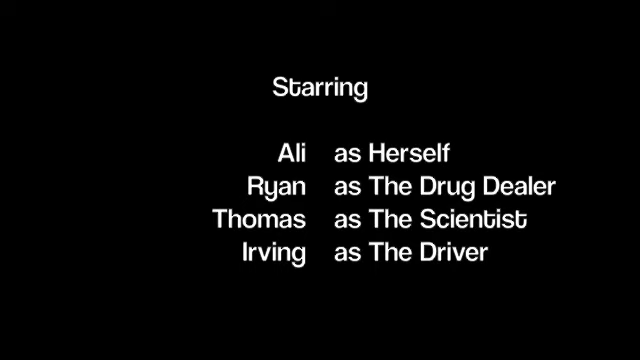 Starring
Ali as Herself
Ryan as The Drug Dealer
Thomas as The Scientist
Irving as The Driver